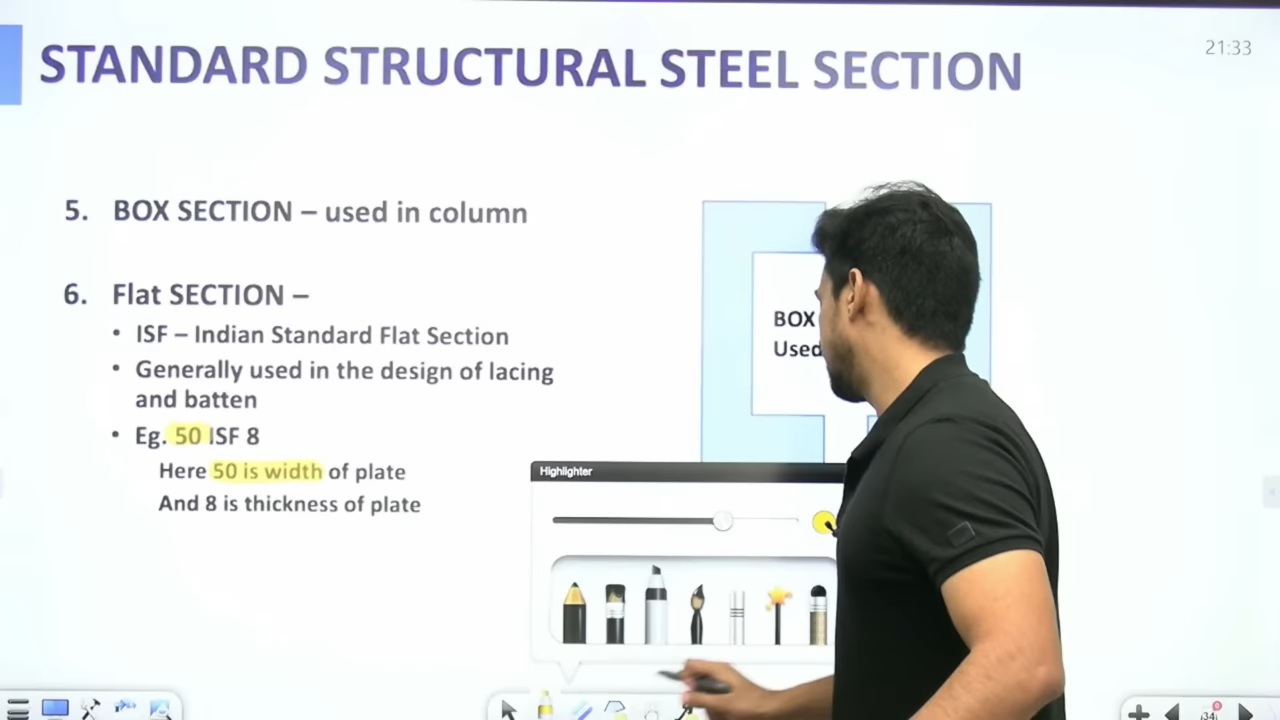 STANDARD STRUCTURAL STEEL SECTION
21:33
5. BOX SECTION – used in column
6. Flat SECTION –
• ISF – Indian Standard Flat Section
• Generally used in the design of lacing
and batten
• Eg. 50 ISF 8
Here 50 is width of plate
And 8 is thickness of plate
BOX
Used
Highlighter